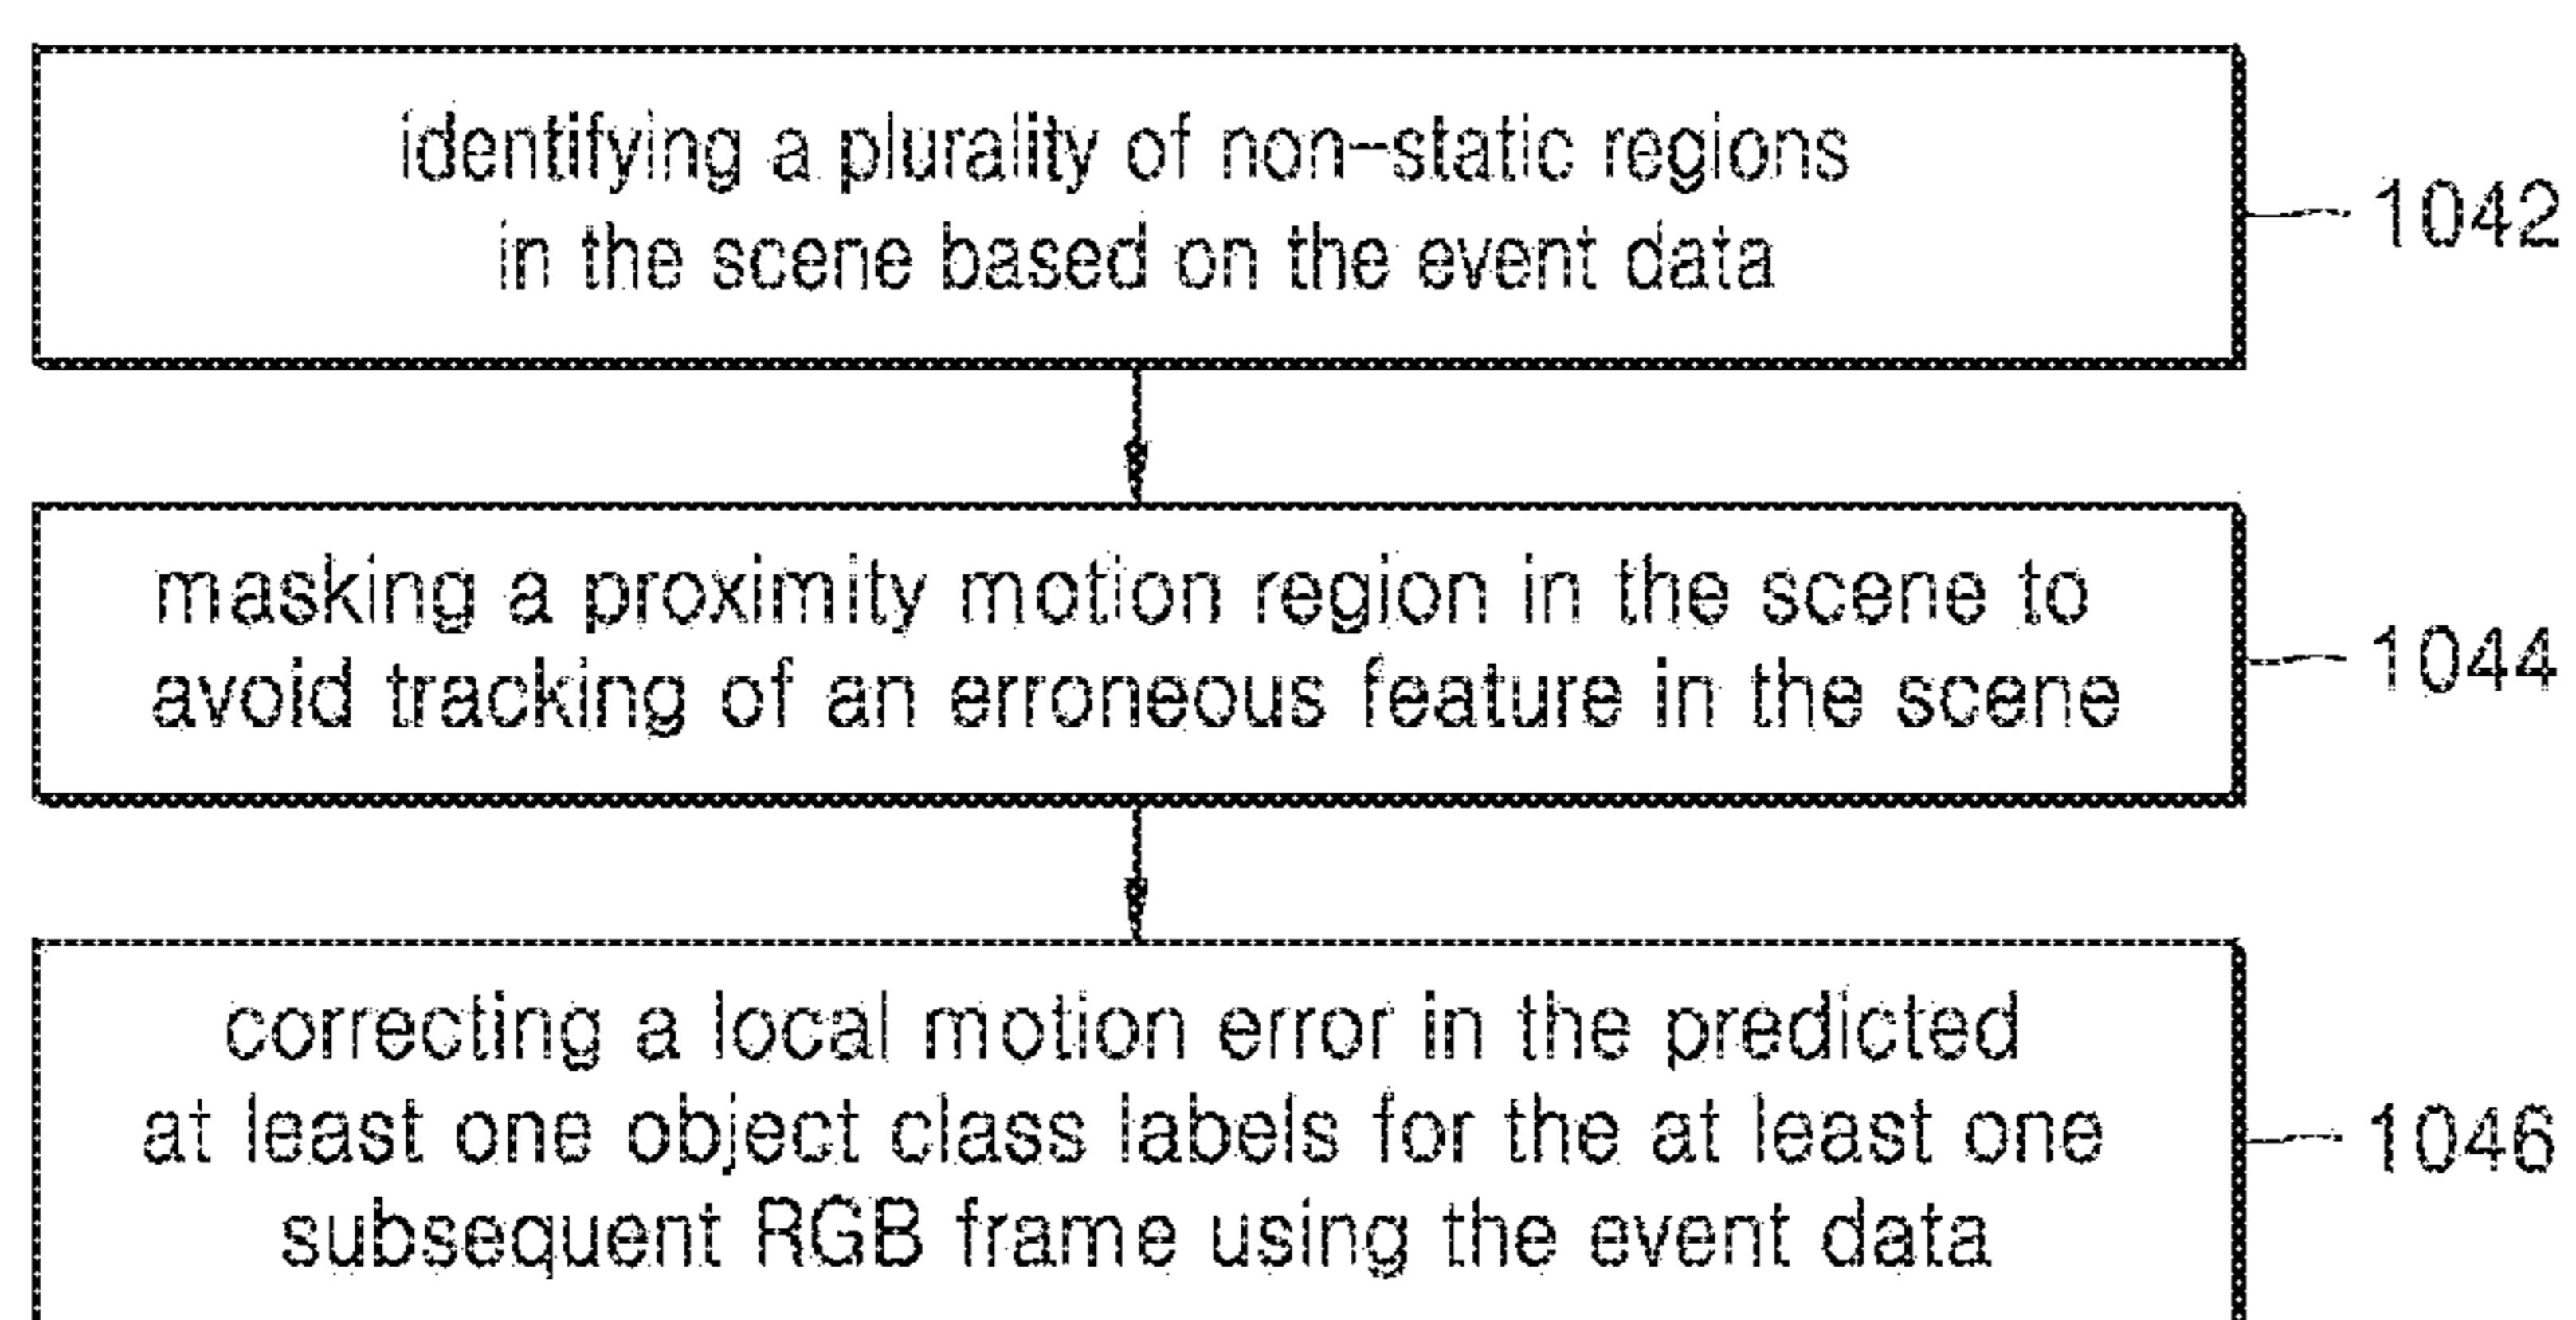 identifying a plurality of non-static regions
in the scene based on the event data
1042
masking a proximity motion region in the scene to
avoid tracking of an erroneous feature in the scene
1044
correcting a local motion error in the predicted
at least one object class labels for the at least one
subsequent RGB frame using the event data
1046